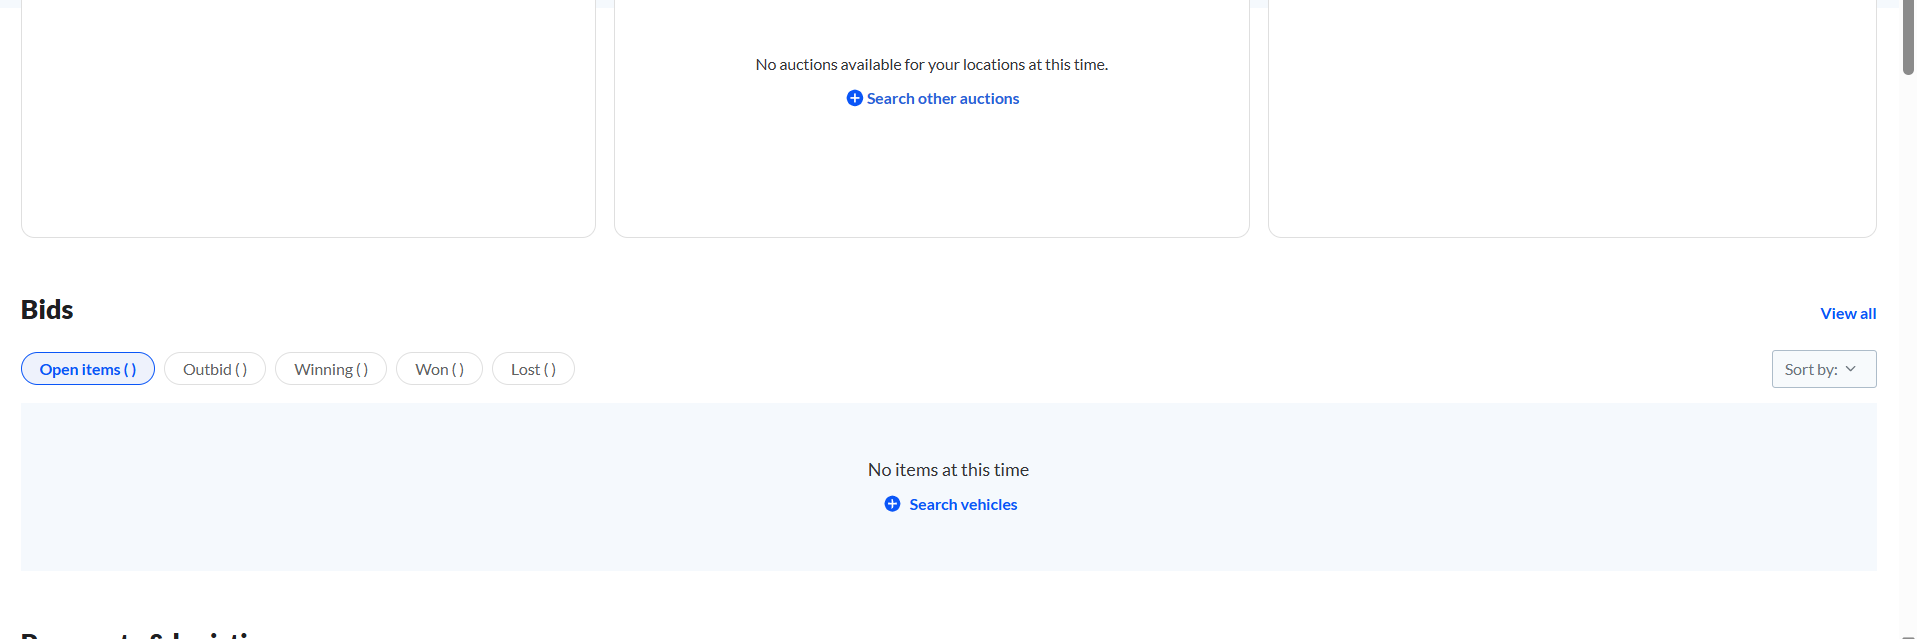 No auctions available for your locations at this time.
Search other auctions
Bids
View all
Open items ( )
Outbid ( )
Winning ( )
Won ( )
Lost ( )
Sort by:
No items at this time
Search vehicles